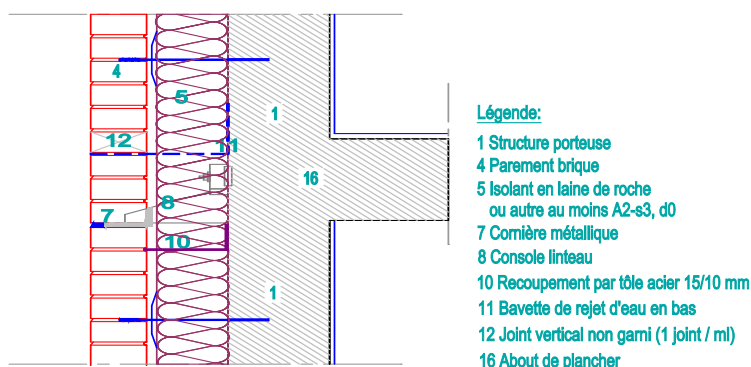 4
5
1
12
11
16
8
7
10
1
Légende:
1 Structure porteuse
4 Parement brique
5 Isolant en laine de roche
ou autre au moins A2-s3, d0
7 Cornière métallique
8 Console linteau
10 Recoupement par tôle acier 15/10 mm
11 Bavette de rejet d'eau en bas
12 Joint vertical non garni (1 joint / ml)
16 About de plancher